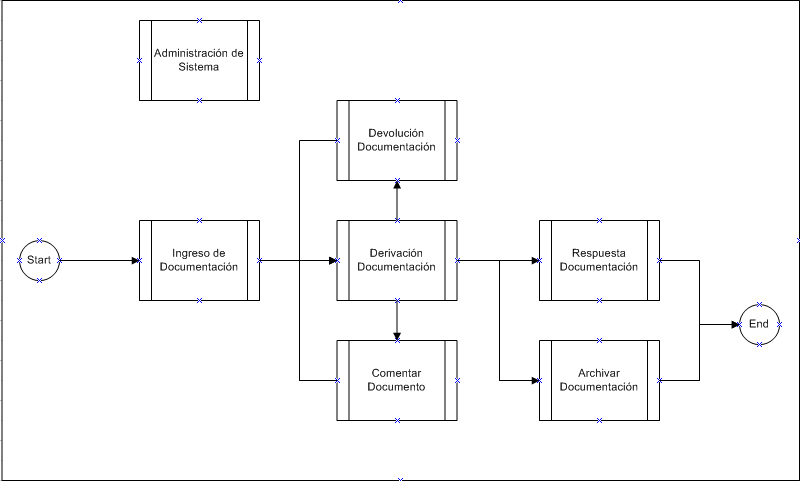 Administración de
Sistema
Devolución
Documentación
Start
Ingreso de
Documentación
Derivación
Documentación
Respuesta
Documentación
End
Comentar
Documento
Archivar
Documentación